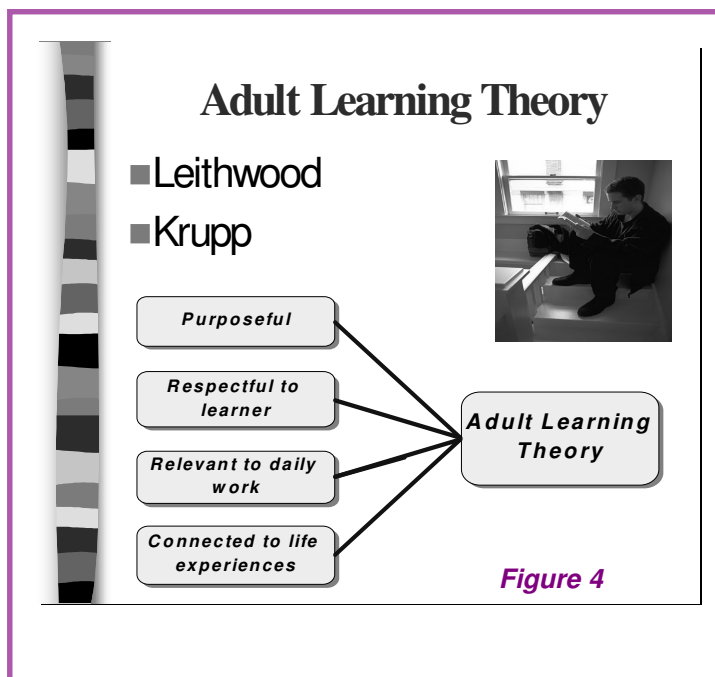 Adult Learning Theory
■Leithwood
■Krupp
Purposeful
Respectful to
learner
Relevant to daily
work
Connected to life
experiences
Adult Learning
Theory
Figure 4